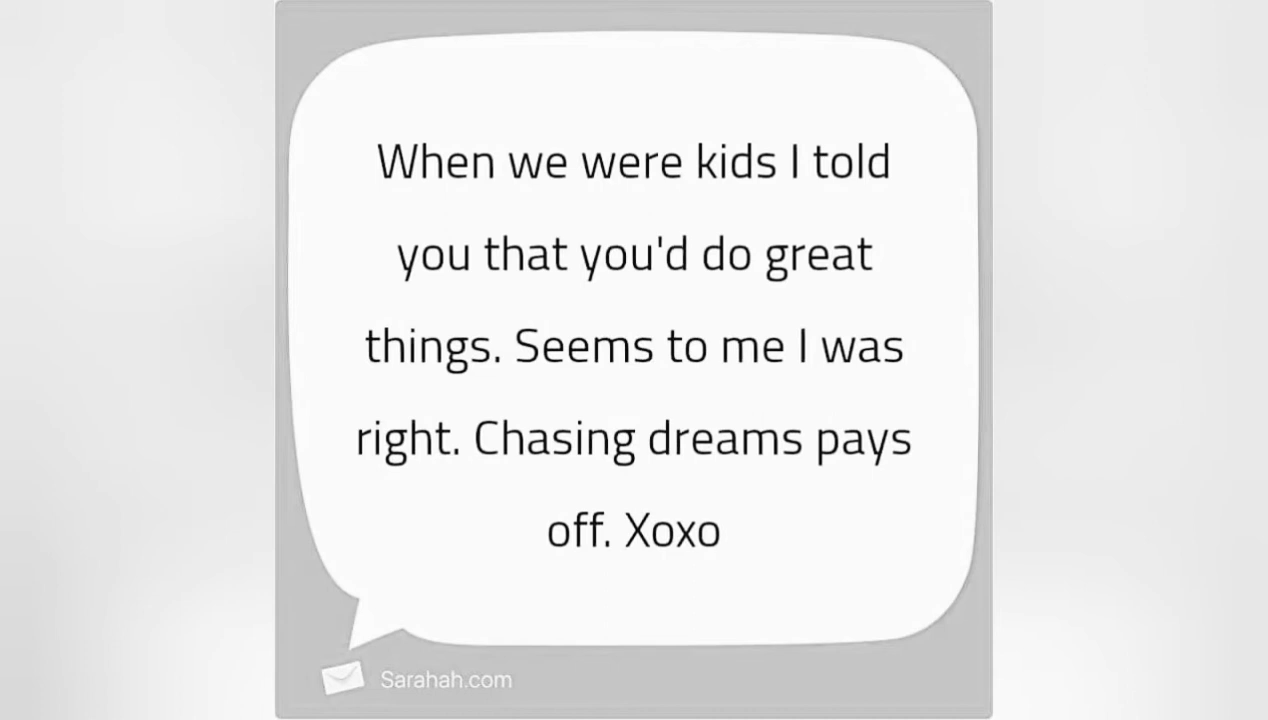 When we were kids I told
you that you'd do great
things. Seems to me I was
right. Chasing dreams pays
off. Xoxo
Sarahah.com